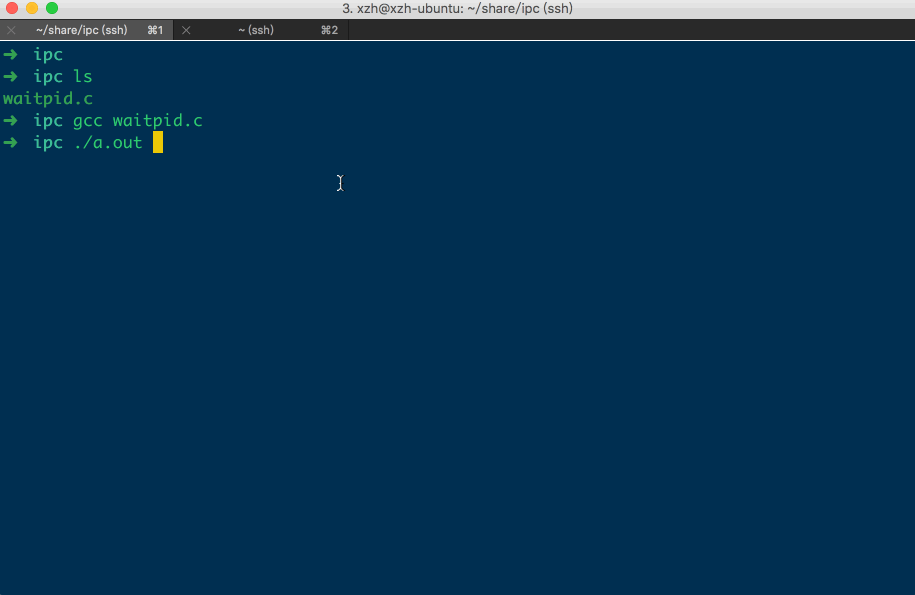 3. xzh@xzh-ubuntu: ~/share/ipc (ssh)
~/share/ipc (ssh) ⌘1 ~ (ssh) ⌘2
➜ ipc
➜ ipc ls
waitpid.c
➜ ipc gcc waitpid.c
➜ ipc ./a.out